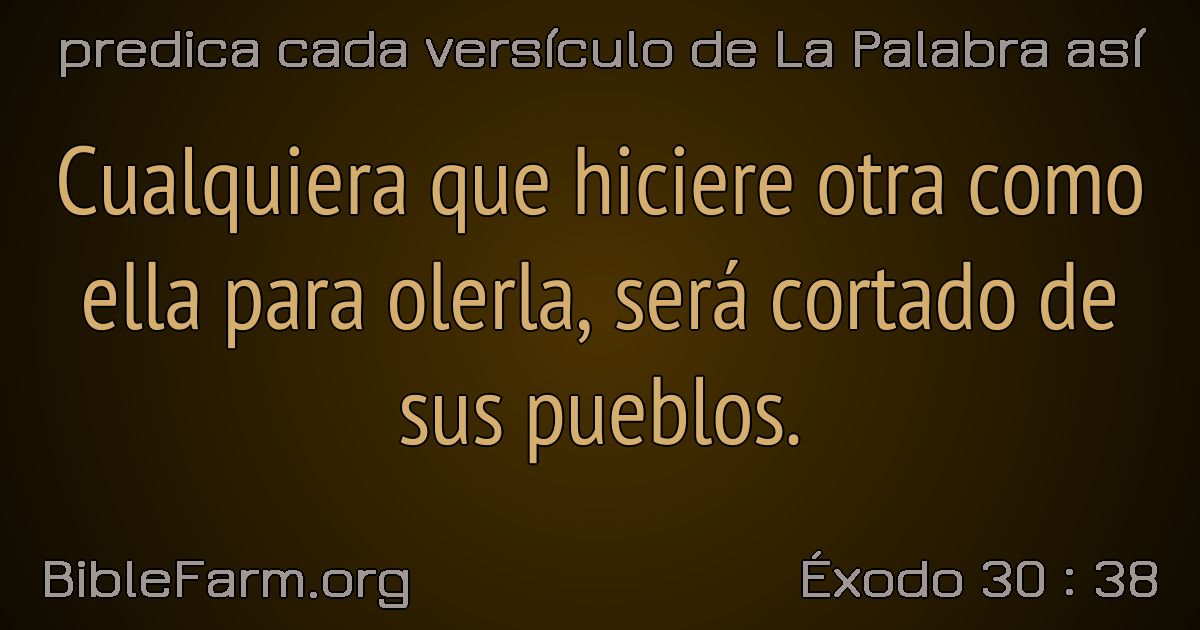 predica cada versículo de La Palabra así
Cualquiera que hiciere otra como
ella para olerla, será cortado de
sus pueblos.
BibleFarm.org
Éxodo 30 : 38